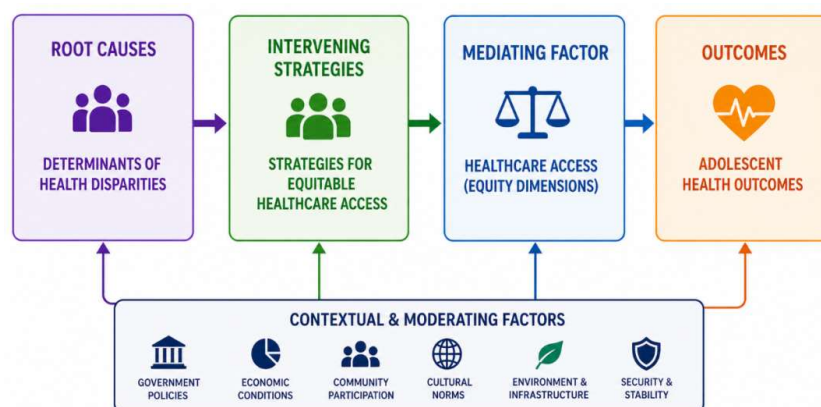 ROOT CAUSES
DETERMINANTS OF
HEALTH DISPARITIES
INTERVENING
STRATEGIES
STRATEGIES FOR
EQUITABLE
HEALTHCARE ACCESS
MEDIATING FACTOR
HEALTHCARE ACCESS
(EQUITY DIMENSIONS)
OUTCOMES
ADOLESCENT
HEALTH OUTCOMES
CONTEXTUAL & MODERATING FACTORS
GOVERNMENT
POLICIES
ECONOMIC
CONDITIONS
COMMUNITY
PARTICIPATION
CULTURAL
NORMS
ENVIRONMENT &
INFRASTRUCTURE
SECURITY &
STABILITY